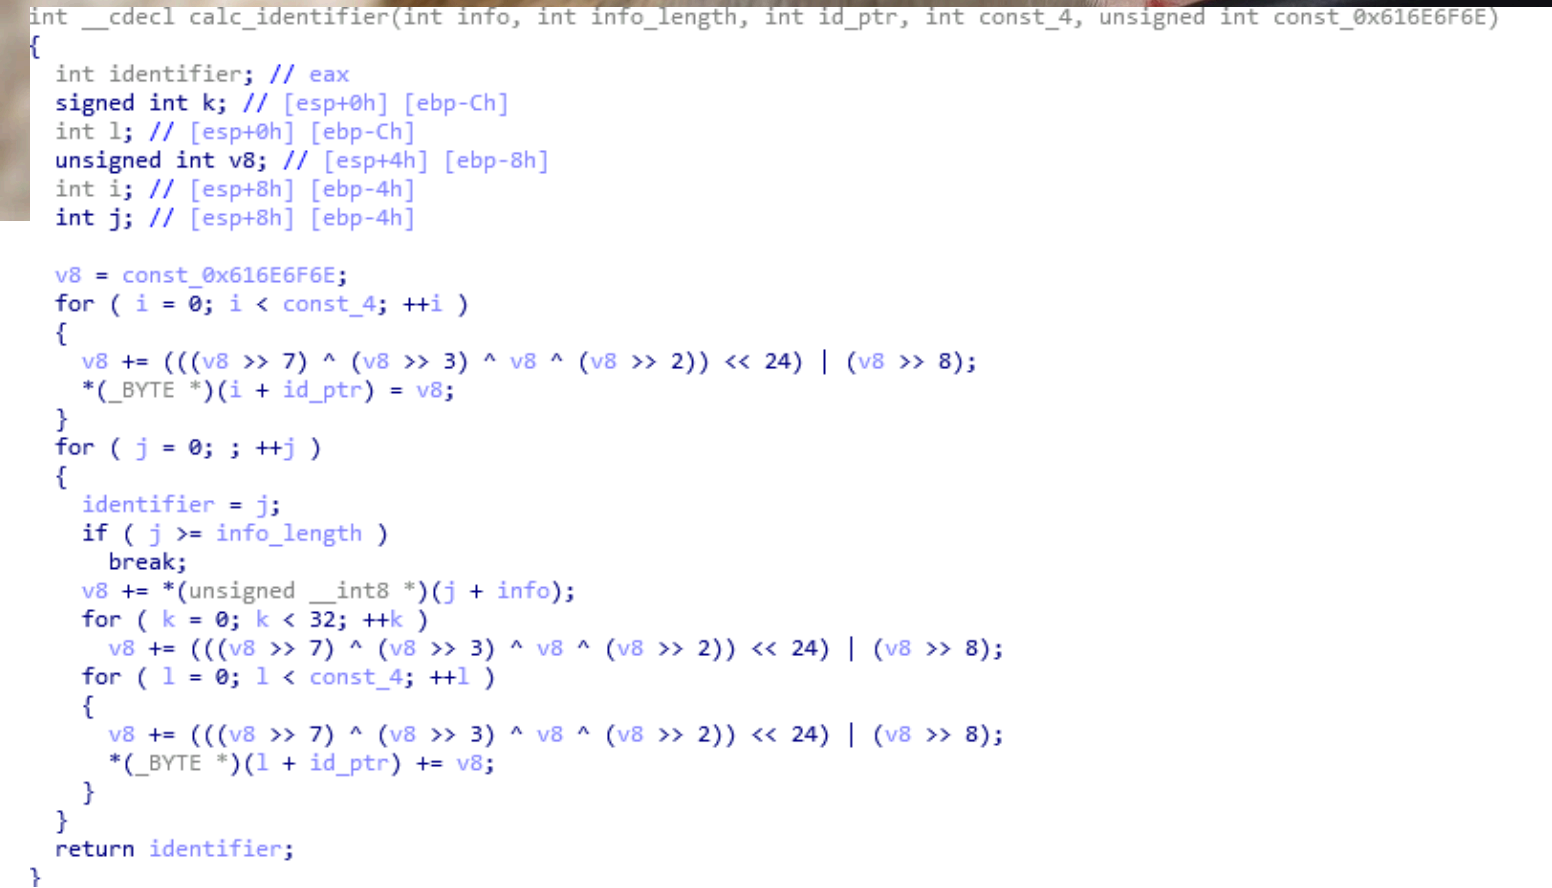 int __cdecl calc_identifier(int info, int info_length, int id_ptr, int const_4, unsigned int const_0x616E6F6E)
{
  int identifier; // eax
  signed int k; // [esp+0h] [ebp-Ch]
  int l; // [esp+0h] [ebp-Ch]
  unsigned int v8; // [esp+4h] [ebp-8h]
  int i; // [esp+8h] [ebp-4h]
  int j; // [esp+8h] [ebp-4h]

  v8 = const_0x616E6F6E;
  for ( i = 0; i < const_4; ++i )
  {
    v8 += (((v8 >> 7) ^ (v8 >> 3) ^ v8 ^ (v8 >> 2)) << 24) | (v8 >> 8);
    *(_BYTE *)(i + id_ptr) = v8;
  }
  for ( j = 0; ; ++j )
  {
    identifier = j;
    if ( j >= info_length )
      break;
    v8 += *(unsigned __int8 *)(j + info);
    for ( k = 0; k < 32; ++k )
      v8 += (((v8 >> 7) ^ (v8 >> 3) ^ v8 ^ (v8 >> 2)) << 24) | (v8 >> 8);
    for ( l = 0; l < const_4; ++l )
    {
      v8 += (((v8 >> 7) ^ (v8 >> 3) ^ v8 ^ (v8 >> 2)) << 24) | (v8 >> 8);
      *(_BYTE *)(l + id_ptr) += v8;
    }
  }
  return identifier;
}